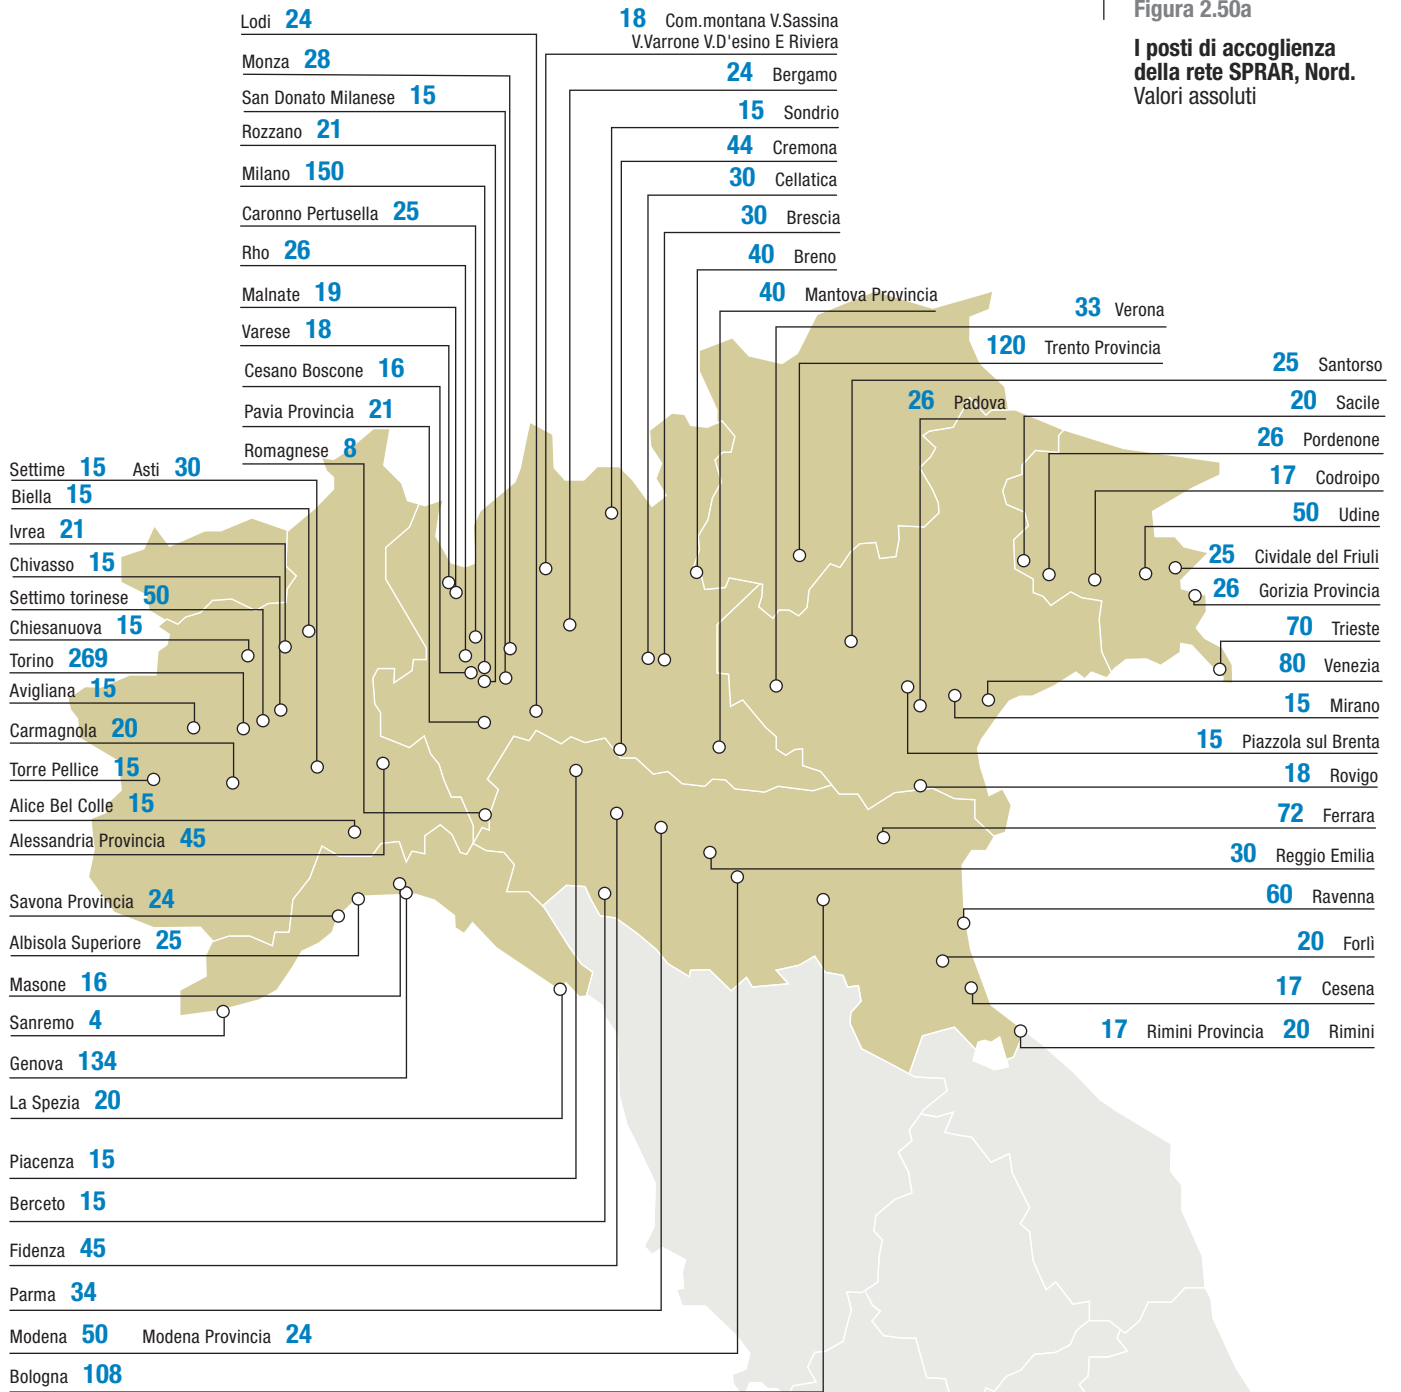 Figura 2.50a
I posti di accoglienza
della rete SPRAR, Nord.
Valori assoluti
Lodi 24
Monza 28
San Donato Milanese 15
Rozzano 21
Milano 150
Caronno Pertusella 25
Rho 26
Malnate 19
Varese 18
Cesano Boscone 16
Pavia Provincia 21
Romagnese 8
18 Com.montana V.Sassina
V.Varrone V.D'esino E Riviera
24 Bergamo
15 Sondrio
44 Cremona
30 Cellatica
30 Brescia
40 Breno
40 Mantova Provincia
33 Verona
120 Trento Provincia
25 Santorso
26 Padova
20 Sacile
26 Pordenone
17 Codroipo
50 Udine
25 Cividale del Friuli
26 Gorizia Provincia
70 Trieste
80 Venezia
15 Mirano
15 Piazzola sul Brenta
18 Rovigo
72 Ferrara
30 Reggio Emilia
60 Ravenna
20 Forlì
17 Cesena
17 Rimini Provincia 20 Rimini
Settime 15 Asti 30
Biella 15
Ivrea 21
Chivasso 15
Settimo torinese 50
Chiesanuova 15
Torino 269
Avigliana 15
Carmagnola 20
Torre Pellice 15
Alice Bel Colle 15
Alessandria Provincia 45
Savona Provincia 24
Albisola Superiore 25
Masone 16
Sanremo 4
Genova 134
La Spezia 20
Piacenza 15
Berceto 15
Fidenza 45
Parma 34
Modena 50 Modena Provincia 24
Bologna 108